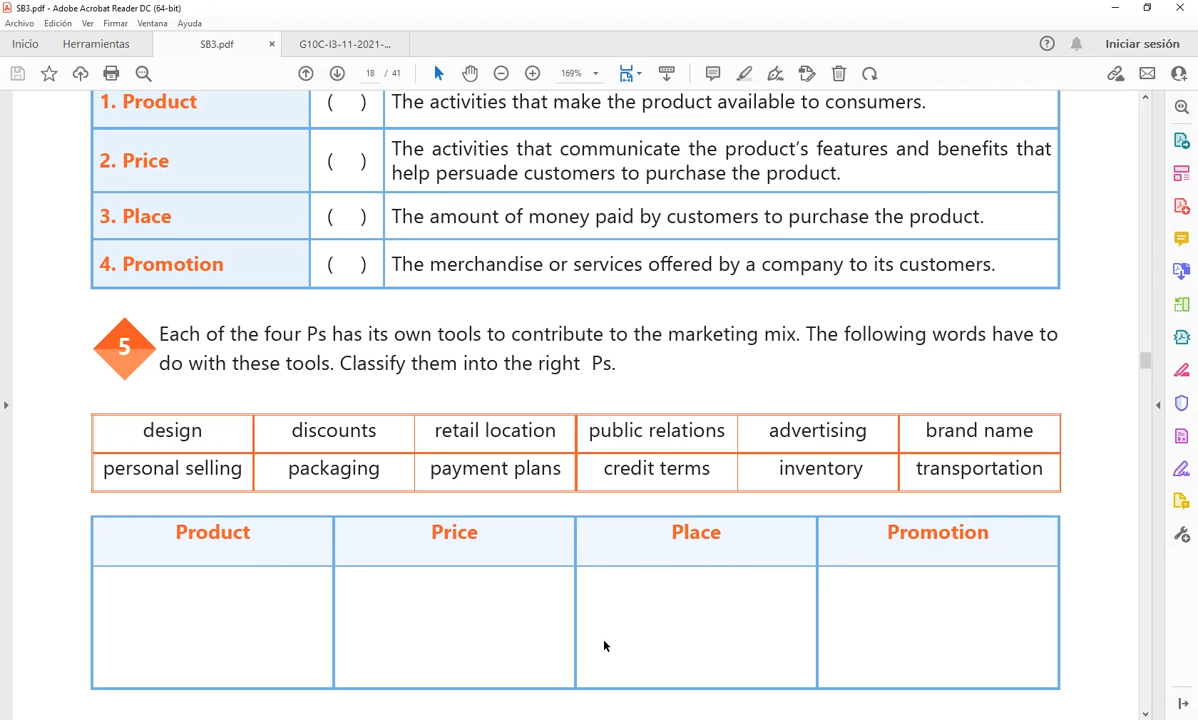 SB3.pdf - Adobe Acrobat Reader DC (64-bit)
Archivo Edición Ver Firmar Ventana Ayuda
Inicio Herramientas SB3.pdf × G10C-I3-11-2021-... Iniciar sesión
18 / 41 169%
1. Product ( ) The activities that make the product available to consumers.
2. Price ( ) The activities that communicate the product's features and benefits that
help persuade customers to purchase the product.
3. Place ( ) The amount of money paid by customers to purchase the product.
4. Promotion ( ) The merchandise or services offered by a company to its customers.
5 Each of the four Ps has its own tools to contribute to the marketing mix. The following words have to
do with these tools. Classify them into the right Ps.
design discounts retail location public relations advertising brand name
personal selling packaging payment plans credit terms inventory transportation
Product Price Place Promotion